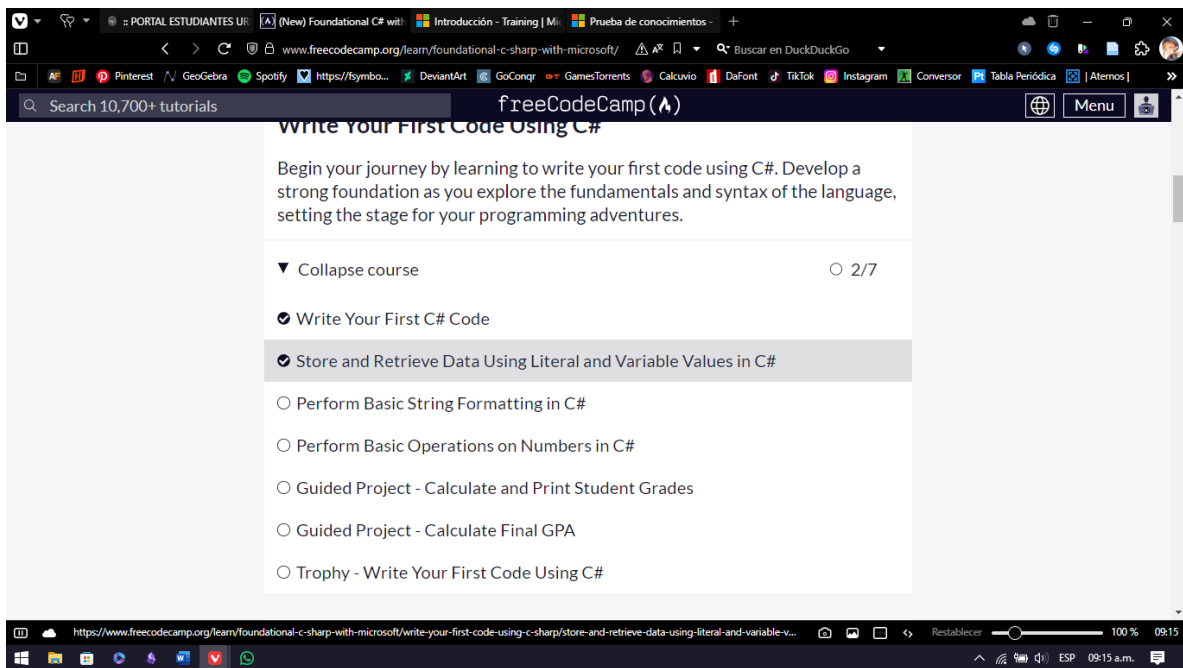 :: PORTAL ESTUDIANTES UR
(New) Foundational C# with
Introducción - Training | Mic
Prueba de conocimientos -
www.freecodecamp.org/learn/foundational-c-sharp-with-microsoft/
Buscar en DuckDuckGo
AF
Pinterest
GeoGebra
Spotify
https://fsymbo...
DeviantArt
GoConqr
GamesTorrents
Calcuvio
DaFont
TikTok
Instagram
Conversor
Pt Tabla Periódica
| Aternos |
Search 10,700+ tutorials
freeCodeCamp
Menu
Write Your First Code Using C#
Begin your journey by learning to write your first code using C#. Develop a
strong foundation as you explore the fundamentals and syntax of the language,
setting the stage for your programming adventures.
Collapse course
2/7
Write Your First C# Code
Store and Retrieve Data Using Literal and Variable Values in C#
Perform Basic String Formatting in C#
Perform Basic Operations on Numbers in C#
Guided Project - Calculate and Print Student Grades
Guided Project - Calculate Final GPA
Trophy - Write Your First Code Using C#
https://www.freecodecamp.org/learn/foundational-c-sharp-with-microsoft/write-your-first-code-using-c-sharp/store-and-retrieve-data-using-literal-and-variable-v...
Restablecer
100 %
09:15
ESP
09:15 a.m.